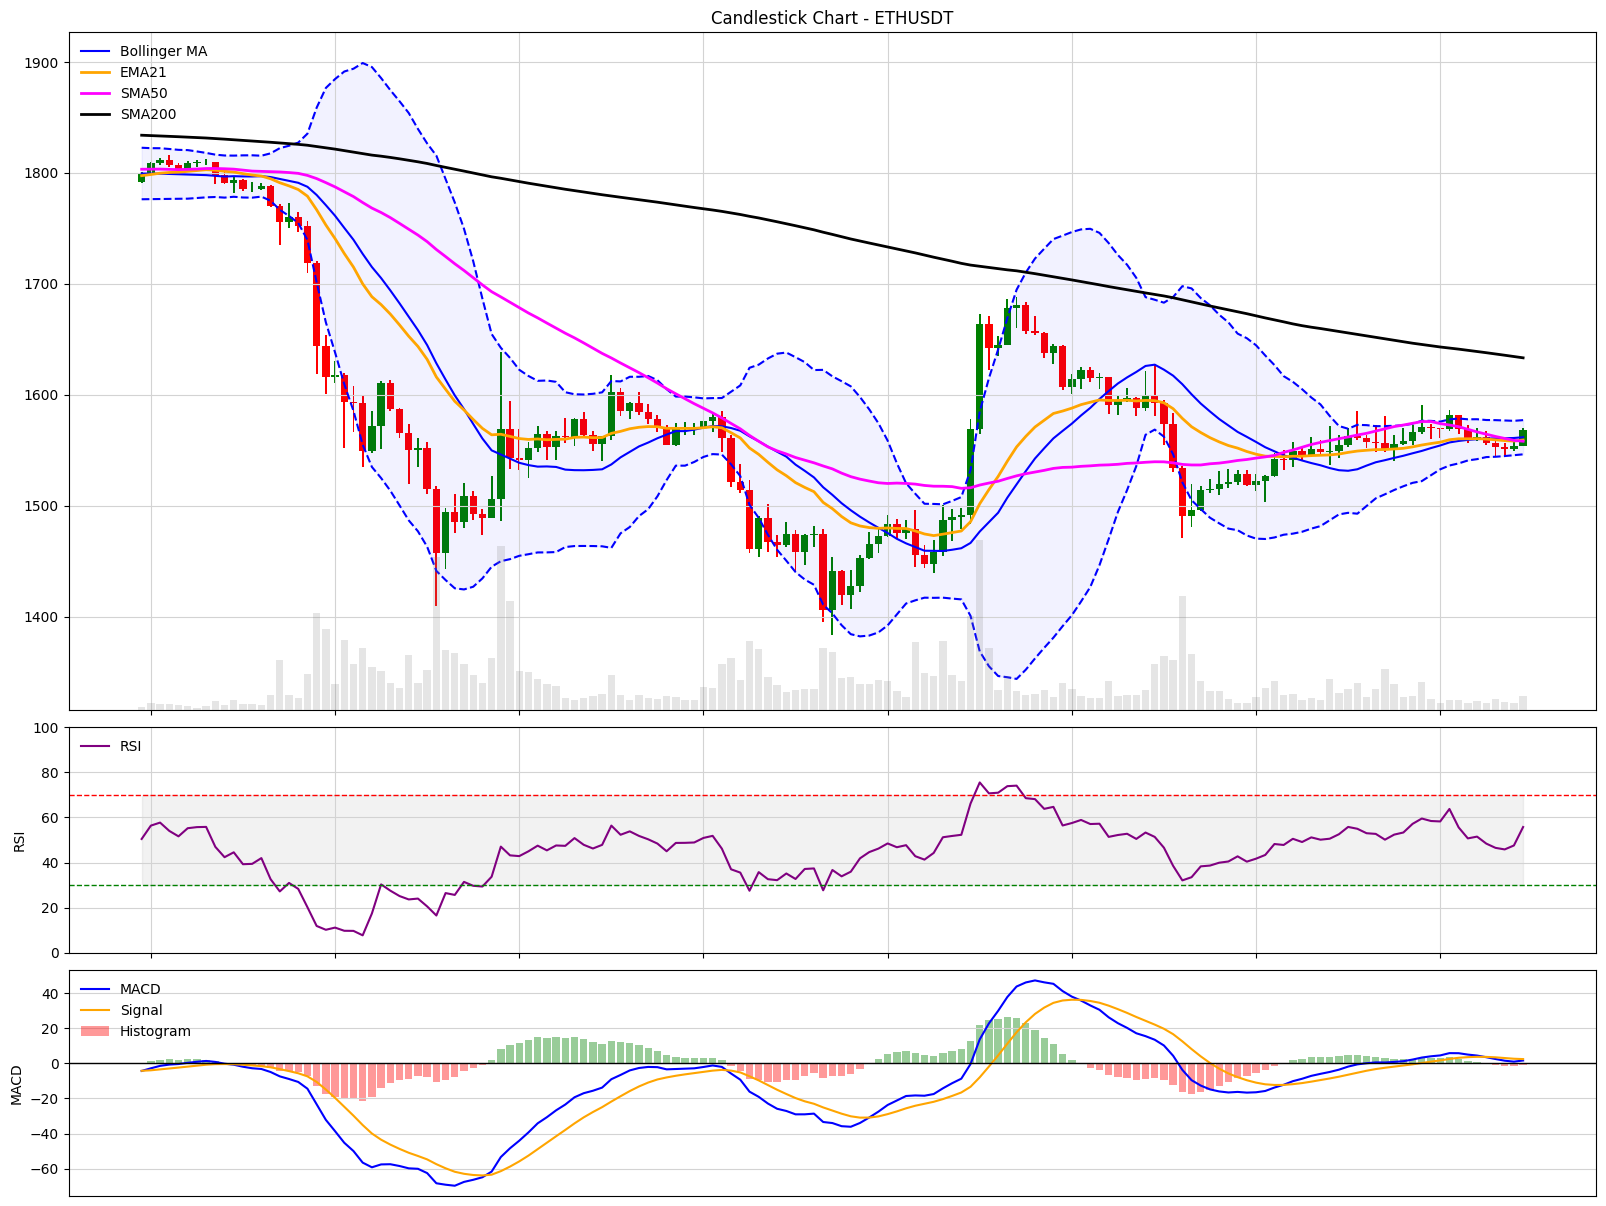 Candlestick Chart - ETHUSDT
Bollinger MA
EMA21
SMA50
SMA200
1900
1800
1700
1600
1500
1400
RSI
100
80
60
40
20
0
RSI
MACD
Signal
Histogram
40
20
0
−20
−40
−60
MACD